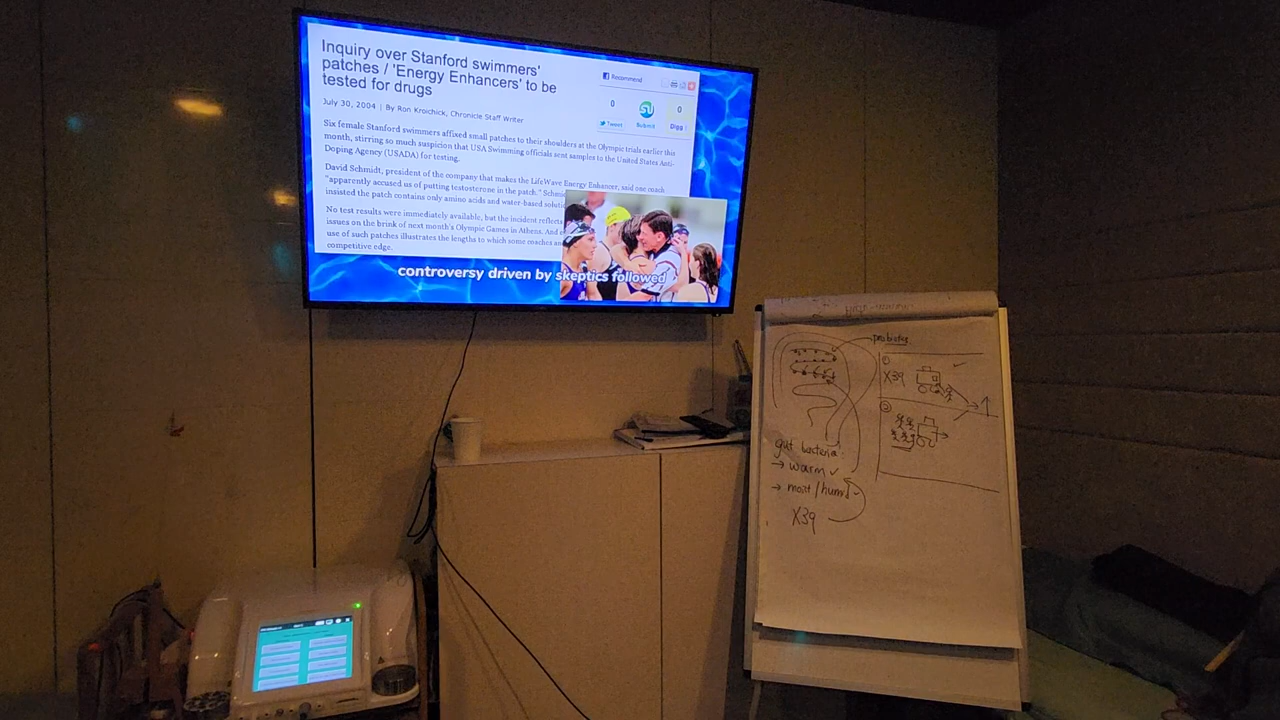 Inquiry over Stanford swimmers'
patches / 'Energy Enhancers' to be
tested for drugs
July 30, 2004 | By Ron Kroichick, Chronicle Staff Writer
Recommend
0
0
Tweet
Submit
Digg
Six female Stanford swimmers affixed small patches to their shoulders at the Olympic trials earlier this
month, stirring so much suspicion that USA Swimming officials sent samples to the United States Anti-
Doping Agency (USADA) for testing.
David Schmidt, president of the company that makes the LifeWave Energy Enhancer, said one coach
"apparently accused us of putting testosterone in the patch."
insisted the patch contains only amino acids and water-based
No test results were immediately available, but the incident reflects
issues on the brink of next month's Olympic Games in Athens. And
use of such patches illustrates the lengths to which some coaches
competitive edge.
controversy driven by skeptics followed
probiotics
①
X39
1
②
gut bacteria
→ warm ✓
→ moist/humid
X39